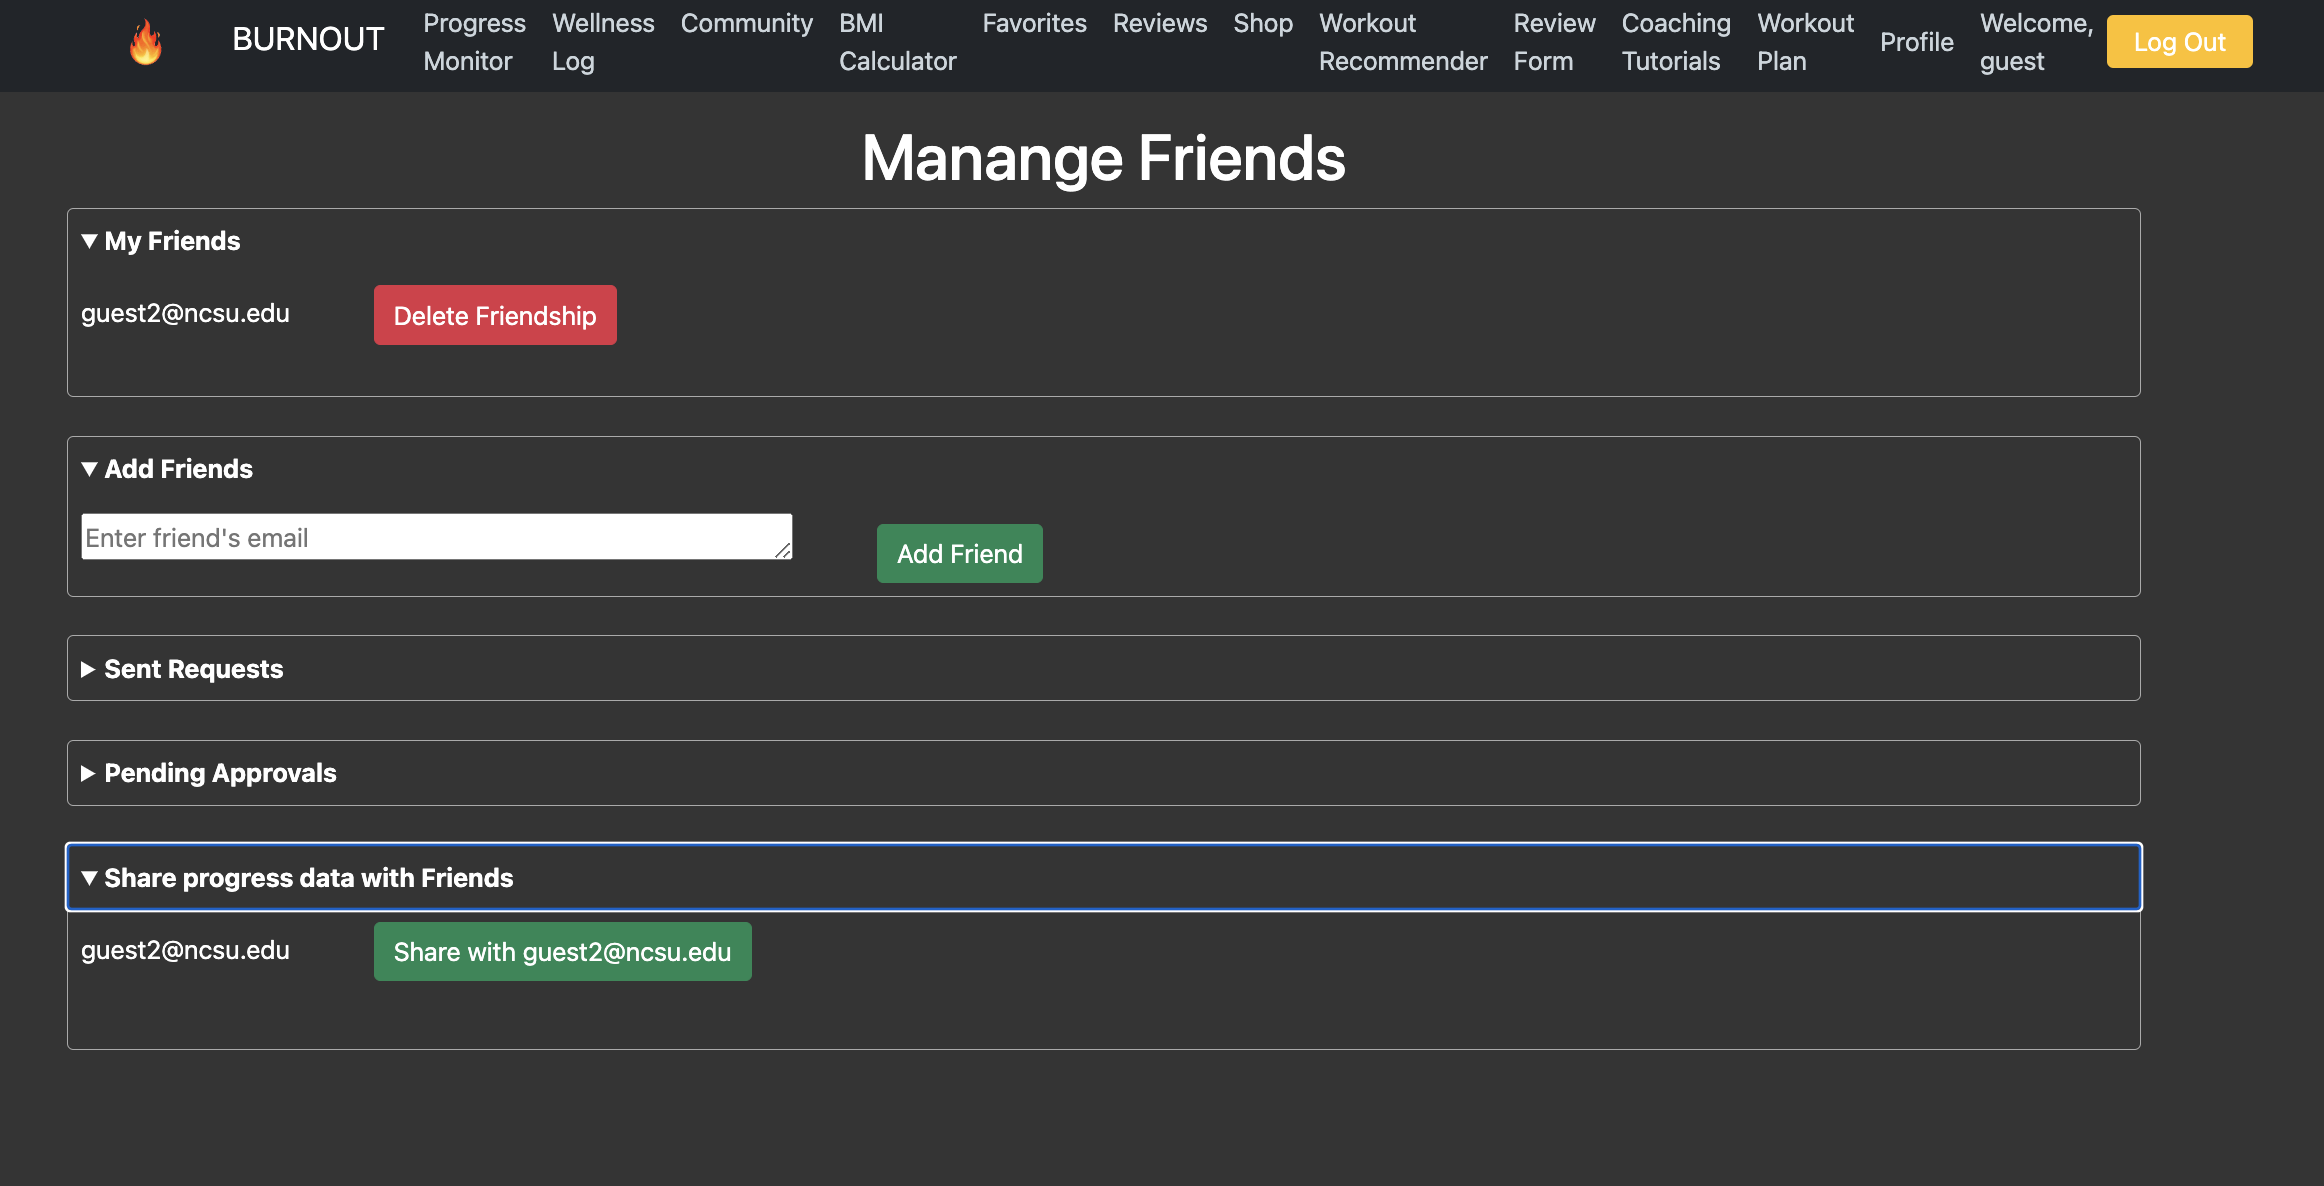 BURNOUT
Progress Monitor
Wellness Log
Community
BMI Calculator
Favorites
Reviews
Shop
Workout Recommender
Review Form
Coaching Tutorials
Workout Plan
Profile
Welcome, guest
Log Out
Manange Friends
My Friends
guest2@ncsu.edu
Delete Friendship
Add Friends
Enter friend's email
Add Friend
Sent Requests
Pending Approvals
Share progress data with Friends
guest2@ncsu.edu
Share with guest2@ncsu.edu